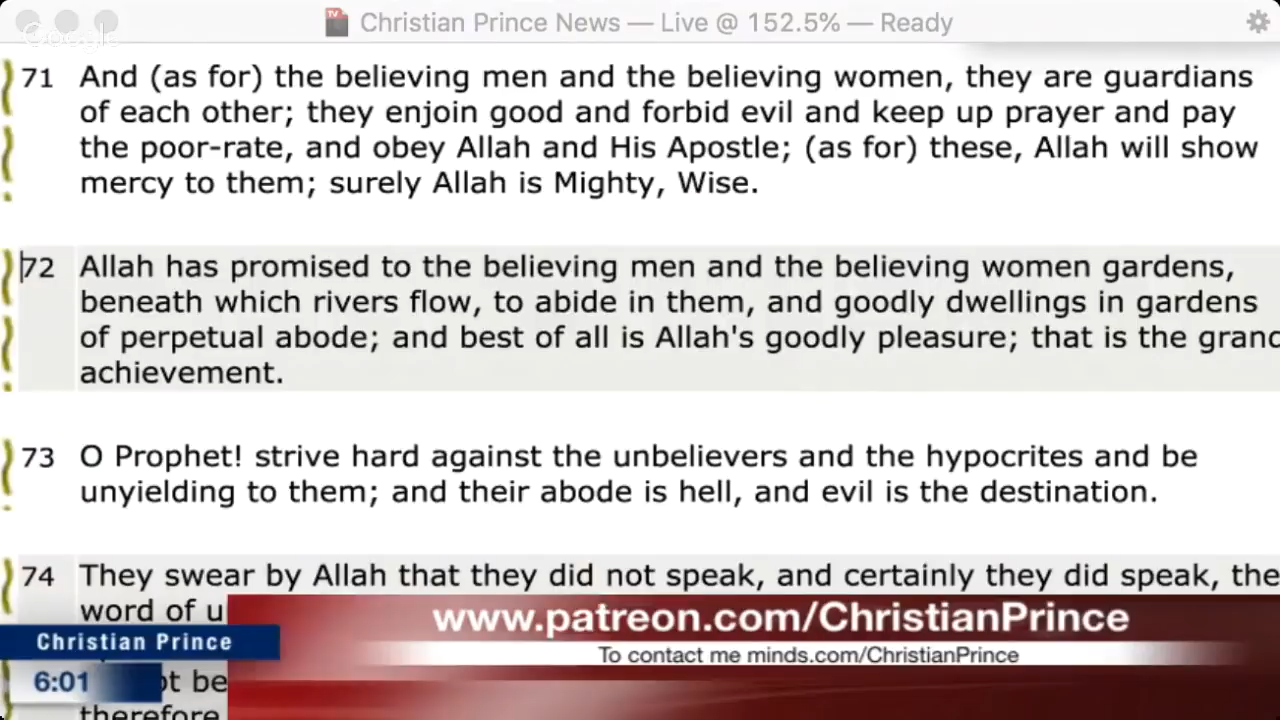 Christian Prince News — Live @ 152.5% — Ready
Google
71 And (as for) the believing men and the believing women, they are guardians
of each other; they enjoin good and forbid evil and keep up prayer and pay
the poor-rate, and obey Allah and His Apostle; (as for) these, Allah will show
mercy to them; surely Allah is Mighty, Wise.
72 Allah has promised to the believing men and the believing women gardens,
beneath which rivers flow, to abide in them, and goodly dwellings in gardens
of perpetual abode; and best of all is Allah's goodly pleasure; that is the grand
achievement.
73 O Prophet! strive hard against the unbelievers and the hypocrites and be
unyielding to them; and their abode is hell, and evil is the destination.
74 They swear by Allah that they did not speak, and certainly they did speak, the
word of u
www.patreon.com/ChristianPrince
Christian Prince
To contact me minds.com/ChristianPrince
6:01
be
therefore